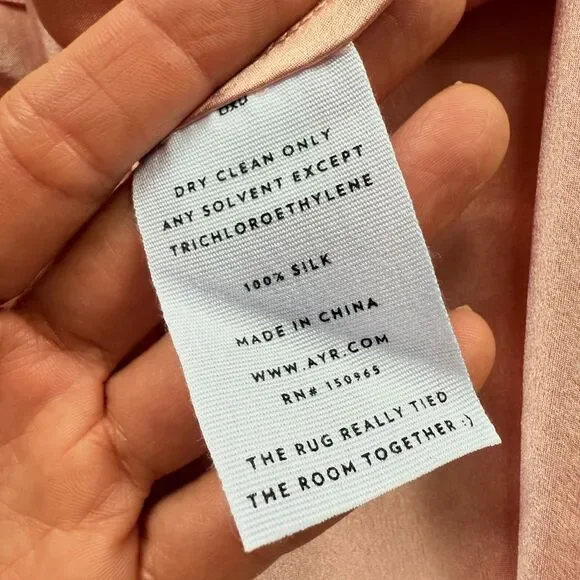 DRY CLEAN ONLY
ANY SOLVENT EXCEPT
TRICHLOROETHYLENE
100% SILK
MADE IN CHINA
WWW.AYR.COM
RN# 150965
THE RUG REALLY TIED
THE ROOM TOGETHER :)